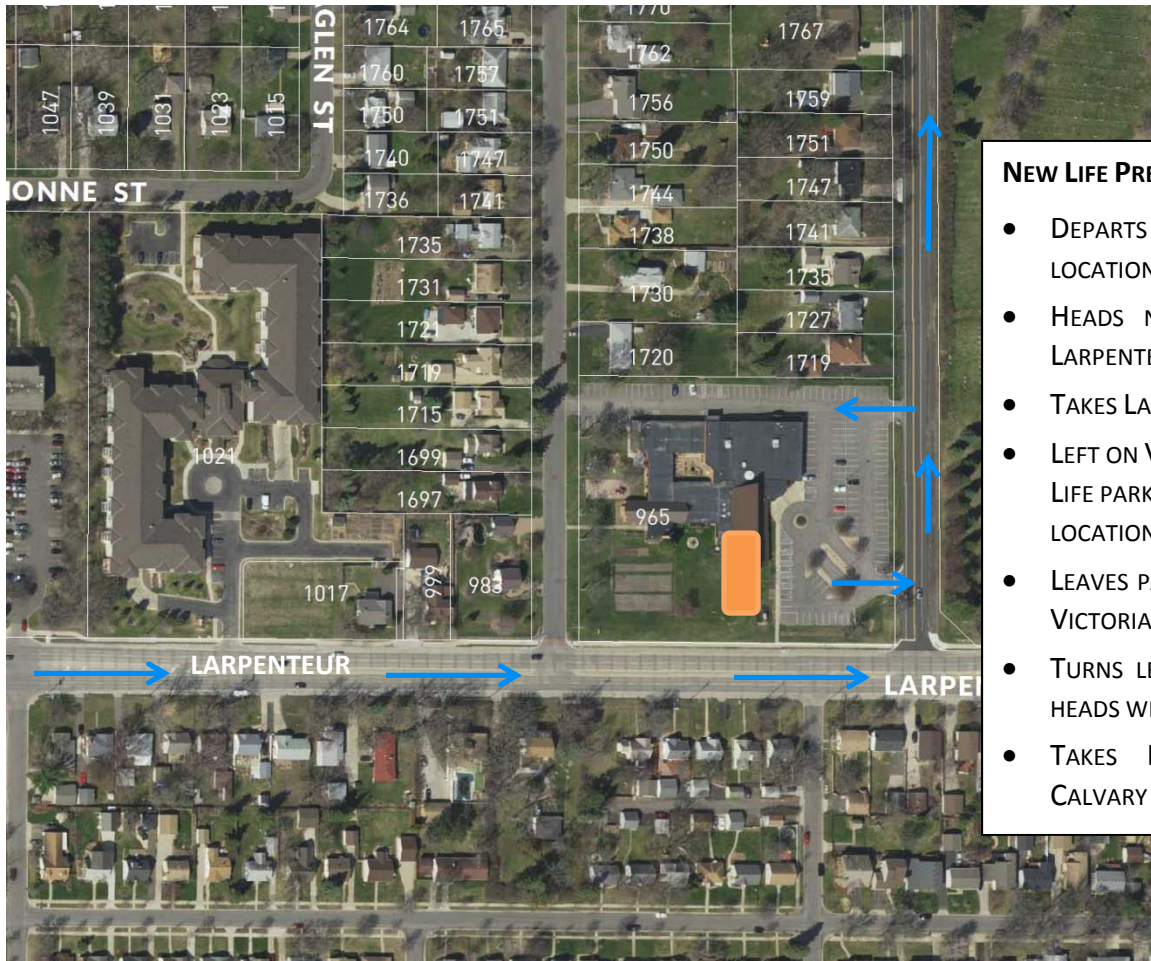 1770
1764 1765 1767
1762
GLEN ST
1760 1757
1047 1039 1031 1023 1015
1750 1751 1756 1759
1740 1747 1750 1751
IONNE ST
1736 1741 1744 1747
1735 1738 1741
1731 1730 1735
1721 1727
1719 1720 1719
1715
1021 1699
1697 965
1017 999 983
LARPENTEUR
LARPE
NEW LIFE PRE
• DEPARTS
LOCATION
• HEADS N
LARPENTE
• TAKES LA
• LEFT ON V
LIFE PARK
LOCATION
• LEAVES PA
VICTORIA
• TURNS LE
HEADS WE
• TAKES
CALVARY